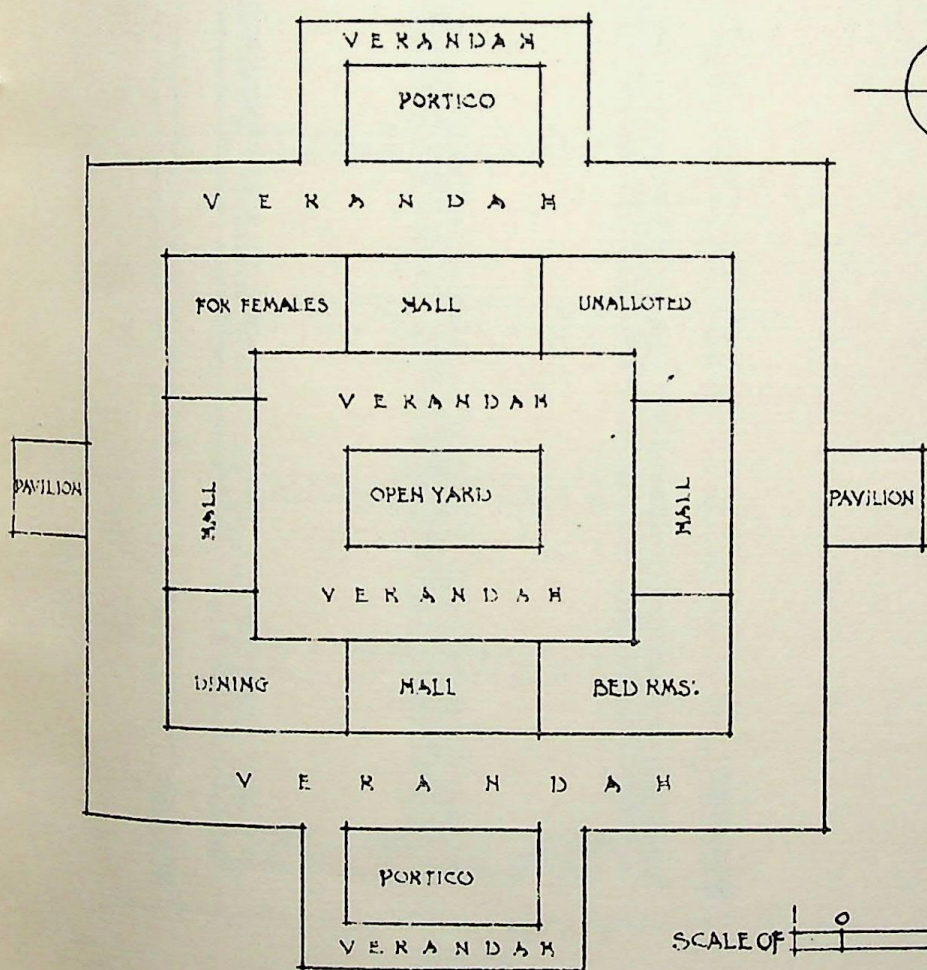 VERANDAH
PORTICO
VERANDAH
FOR FEMALES
HALL
UNALLOTED
VERANDAH
PAVILION
HALL
OPEN YARD
HALL
PAVILION
VERANDAH
DINING
HALL
BED RMS:
VERANDAH
PORTICO
VERANDAH
SCALE OF
0